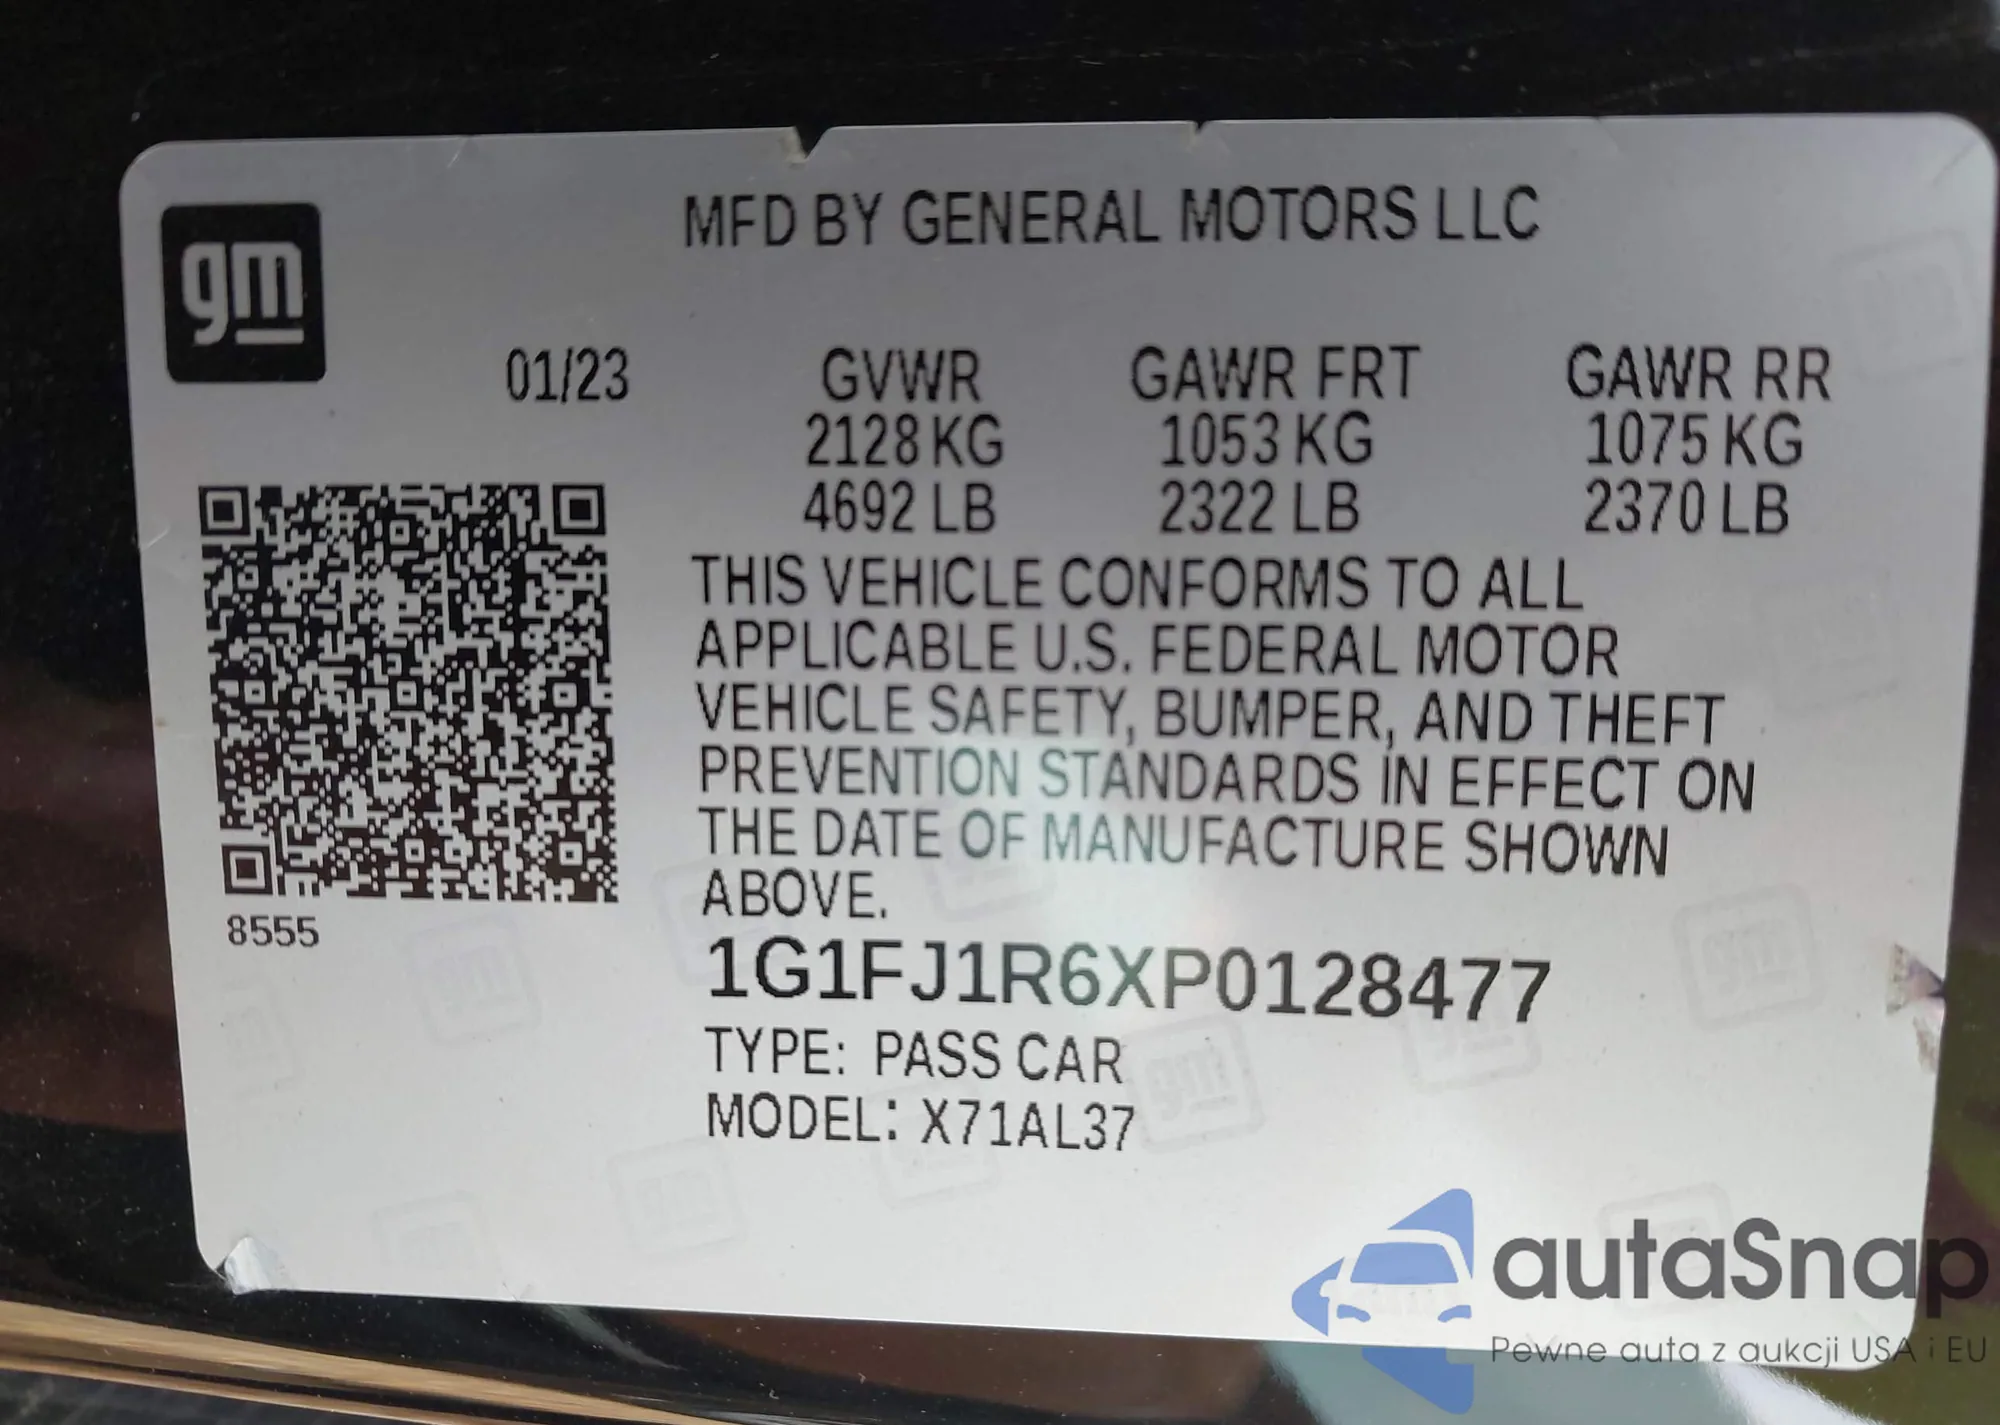 gm
MFD BY GENERAL MOTORS LLC
01/23 GVWR GAWR FRT GAWR RR
2128 KG 1053 KG 1075 KG
4692 LB 2322 LB 2370 LB
THIS VEHICLE CONFORMS TO ALL
APPLICABLE U.S. FEDERAL MOTOR
VEHICLE SAFETY, BUMPER, AND THEFT
PREVENTION STANDARDS IN EFFECT ON
THE DATE OF MANUFACTURE SHOWN
ABOVE.
8555
1G1FJ1R6XP0128477
TYPE: PASS CAR
MODEL: X71AL37
autaSnap
Pewne auta z aukcji USA i EU